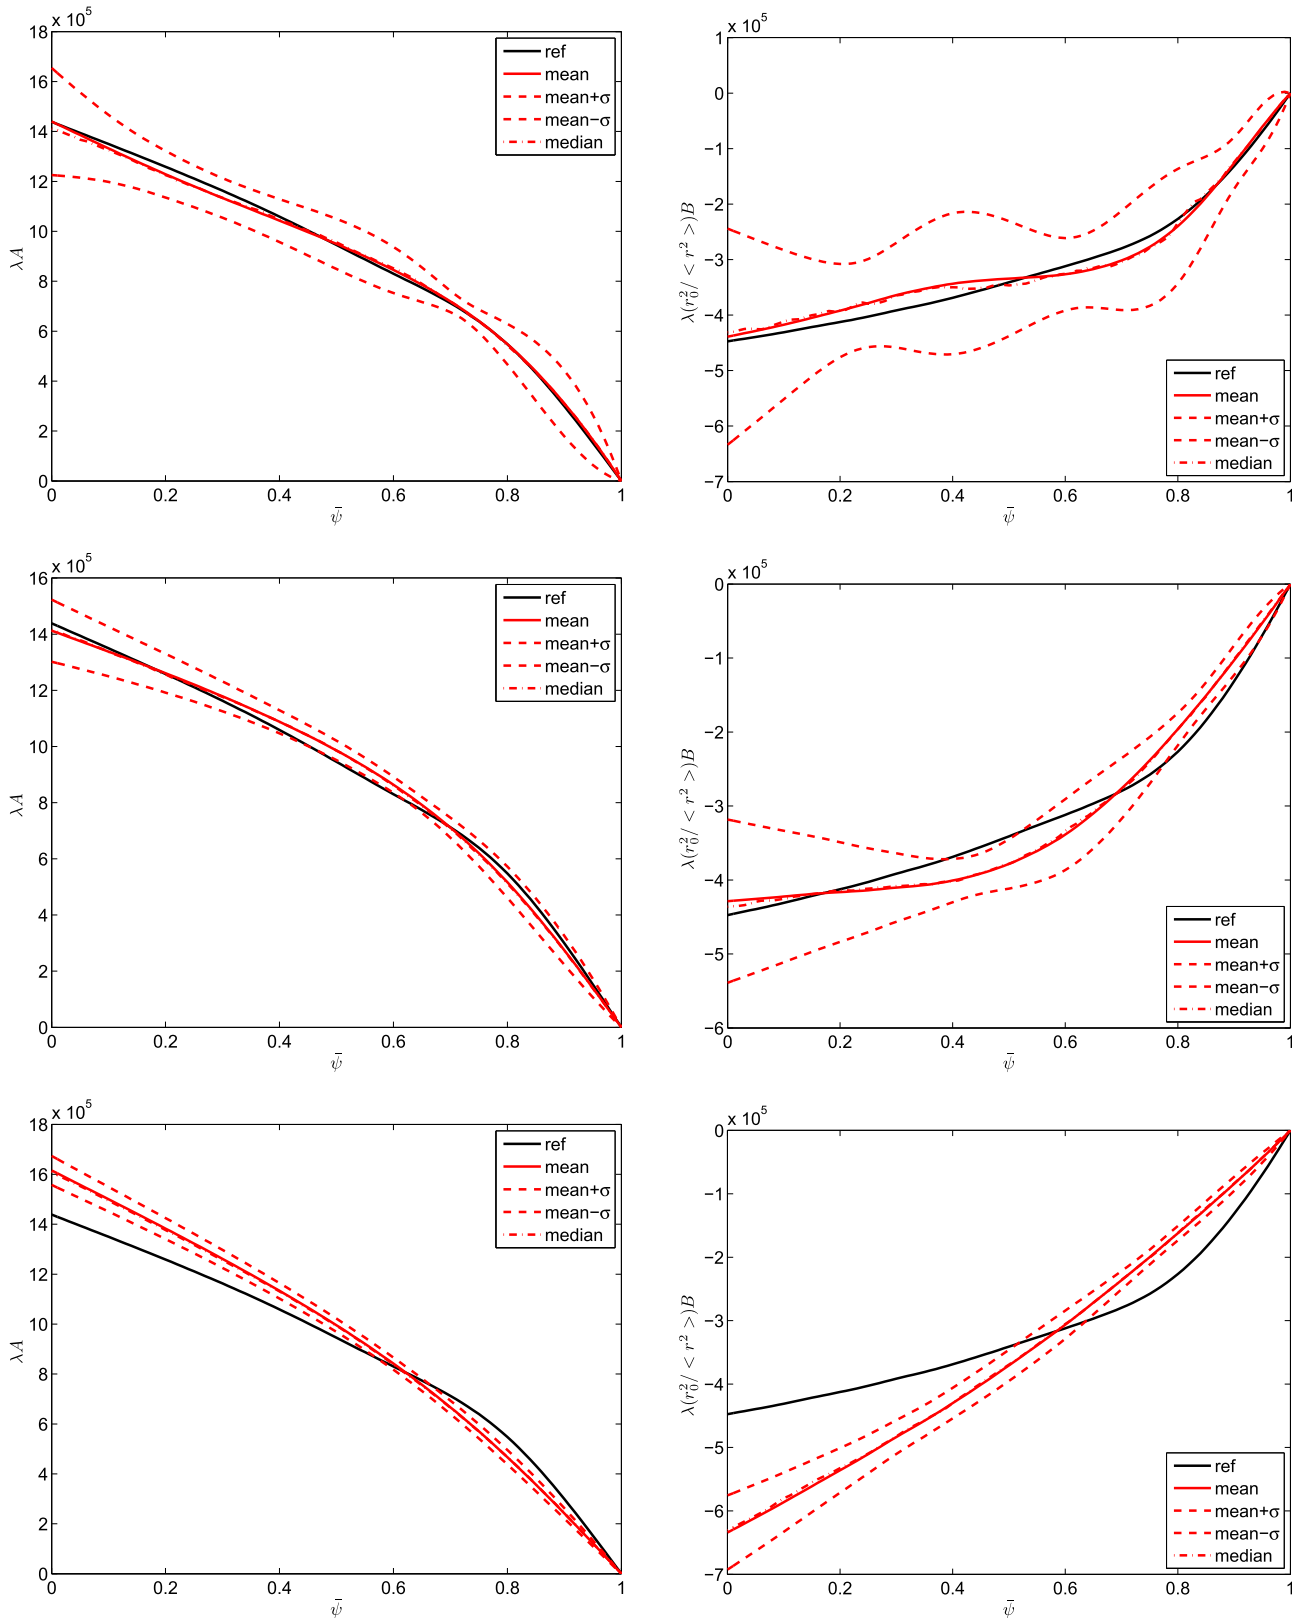 x 10^5
18
16
14
12
10
8
6
4
2
0
0 0.2 0.4 0.6 0.8 1
λA
ψ̄
ref
mean
mean+σ
mean−σ
median
x 10^5
1
0
−1
−2
−3
−4
−5
−6
−7
0 0.2 0.4 0.6 0.8 1
λ(r_0^2/ < r^2 >)B
ψ̄
ref
mean
mean+σ
mean−σ
median
x 10^5
16
14
12
10
8
6
4
2
0
0 0.2 0.4 0.6 0.8 1
λA
ψ̄
ref
mean
mean+σ
mean−σ
median
x 10^5
0
−1
−2
−3
−4
−5
−6
0 0.2 0.4 0.6 0.8 1
λ(r_0^2/ < r^2 >)B
ψ̄
ref
mean
mean+σ
mean−σ
median
x 10^5
18
16
14
12
10
8
6
4
2
0
0 0.2 0.4 0.6 0.8 1
λA
ψ̄
ref
mean
mean+σ
mean−σ
median
x 10^5
0
−1
−2
−3
−4
−5
−6
−7
0 0.2 0.4 0.6 0.8 1
λ(r_0^2/ < r^2 >)B
ψ̄
ref
mean
mean+σ
mean−σ
median